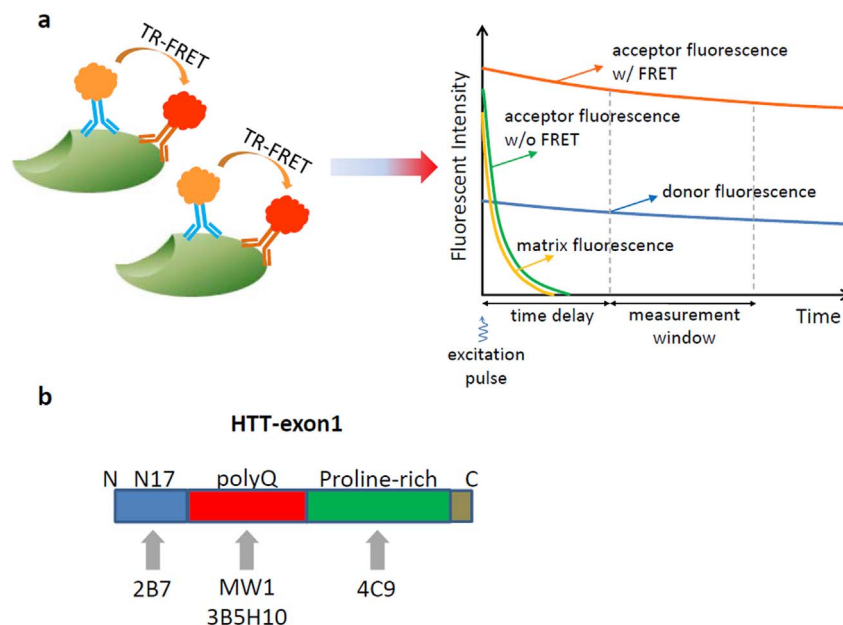 a
TR-FRET
TR-FRET
Fluorescent Intensity
acceptor fluorescence
w/ FRET
acceptor fluorescence
w/o FRET
donor fluorescence
matrix fluorescence
time delay
measurement
window
Time
excitation
pulse
b
HTT-exon1
N N17 polyQ Proline-rich C
2B7 MW1 4C9
3B5H10